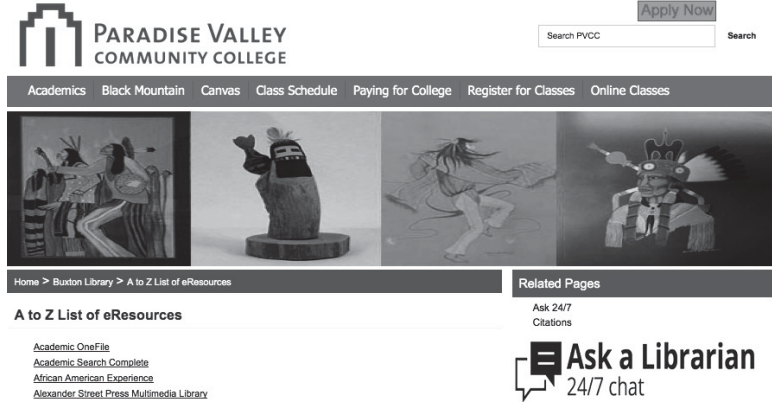 Apply Now
PARADISE VALLEY
COMMUNITY COLLEGE
Search PVCC
Search
Academics Black Mountain Canvas Class Schedule Paying for College Register for Classes Online Classes
Home > Buxton Library > A to Z List of eResources
A to Z List of eResources
Academic OneFile
Academic Search Complete
African American Experience
Alexander Street Press Multimedia Library
Related Pages
Ask 24/7
Citations
Ask a Librarian
24/7 chat